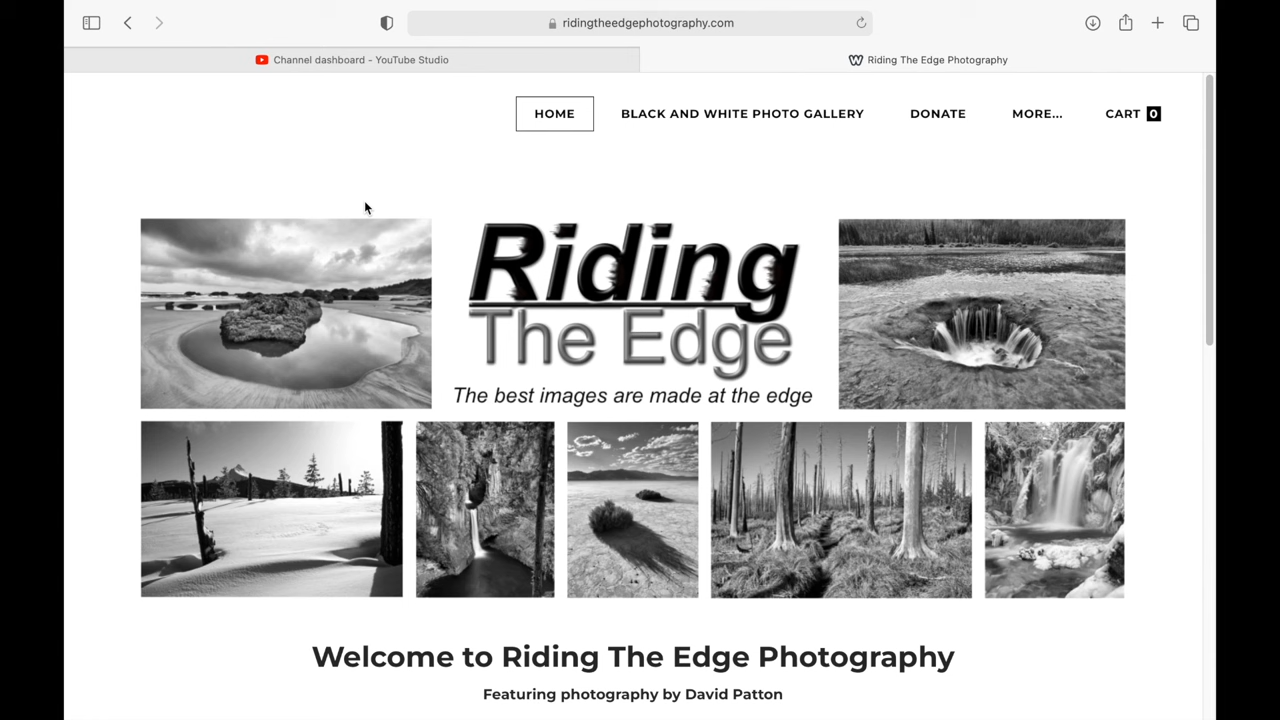 ridingtheedgephotography.com
Channel dashboard - YouTube Studio
Riding The Edge Photography
HOME
BLACK AND WHITE PHOTO GALLERY
DONATE
MORE...
CART 0
Riding
The Edge
The best images are made at the edge
Welcome to Riding The Edge Photography
Featuring photography by David Patton